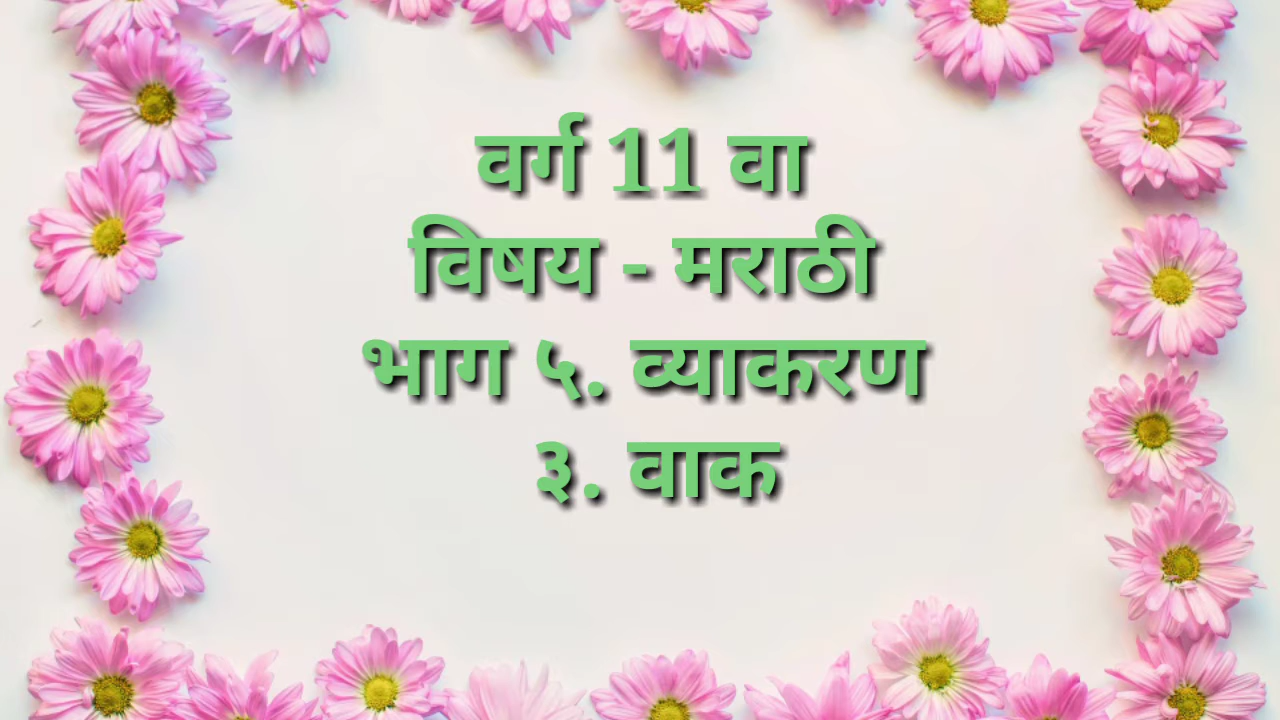 वर्ग 11 वा
विषय - मराठी
भाग ५. व्याकरण
३. वाक